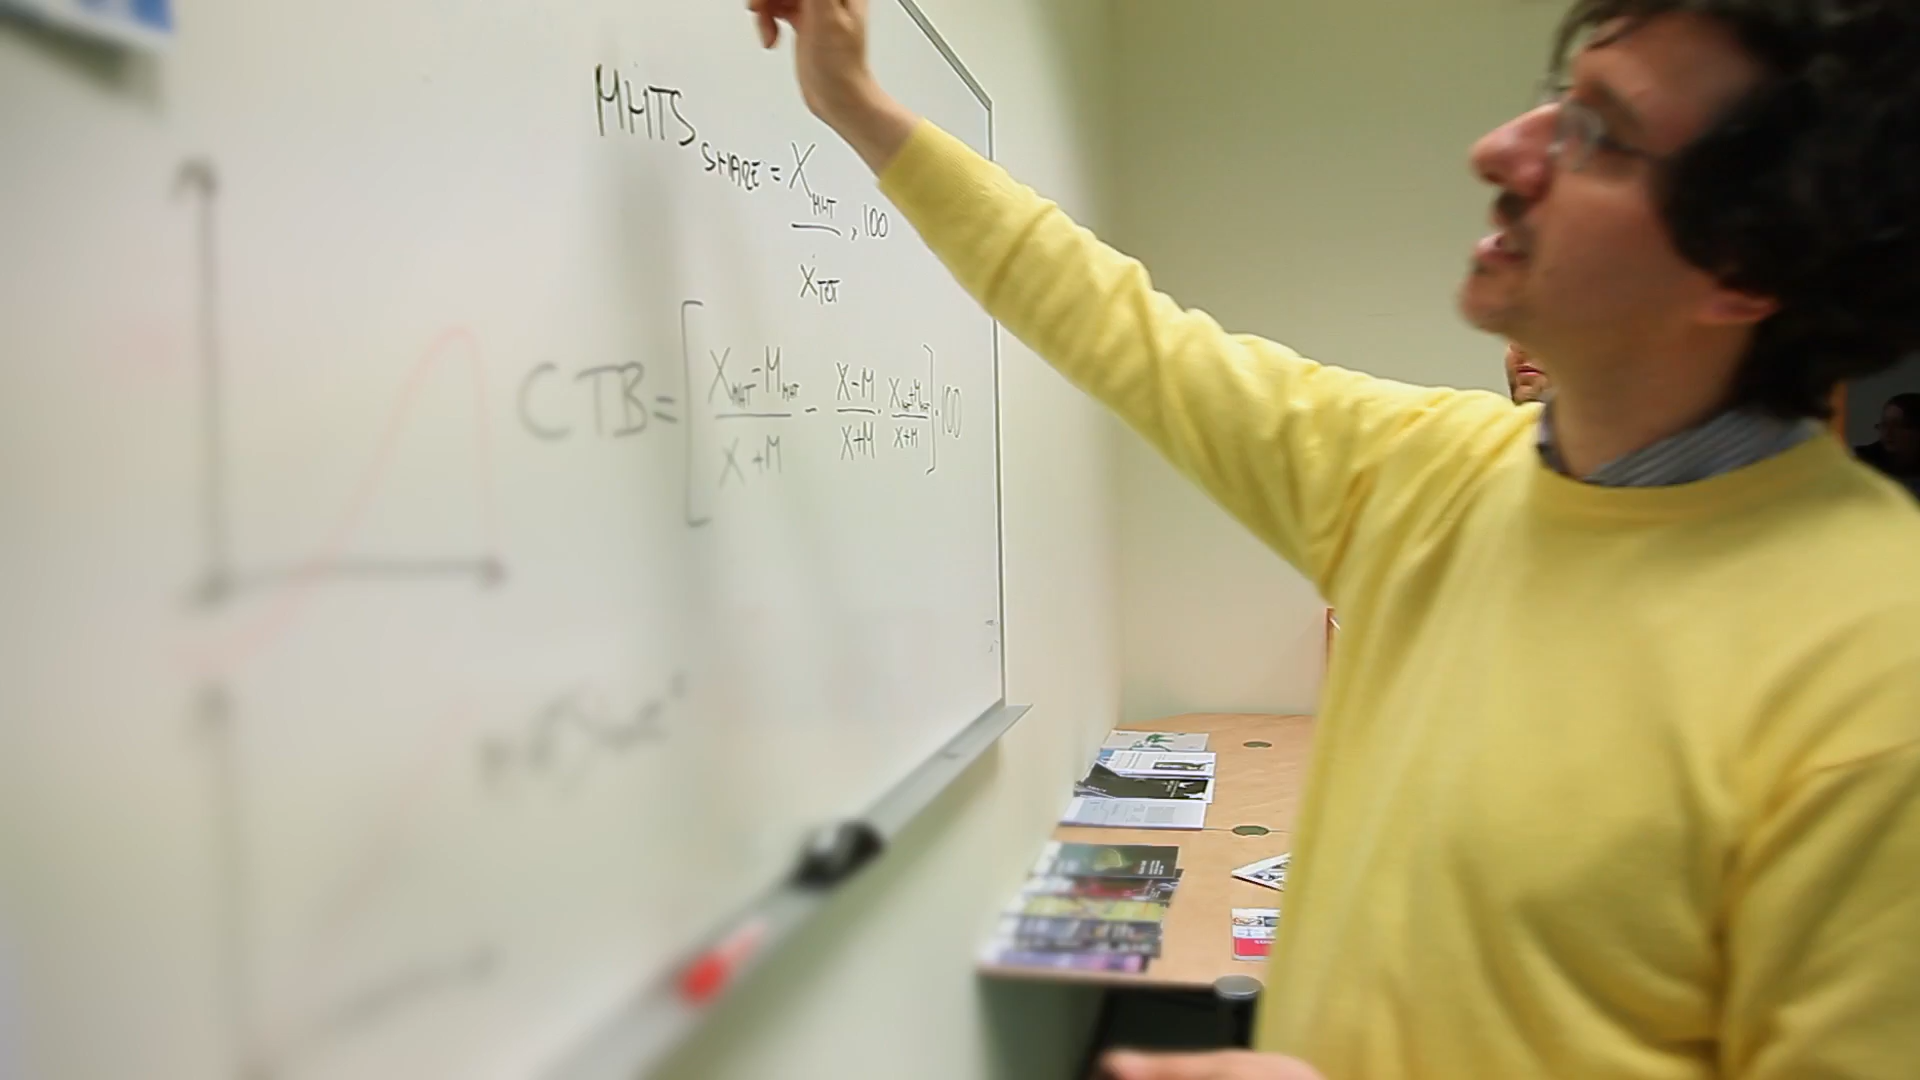 MHTS SHARE = X MHT / X TOT , 100
CTB = [ X MHT - M MHT / X + M - X - M / X + M · X MHT + M MHT / X + M ] · 100